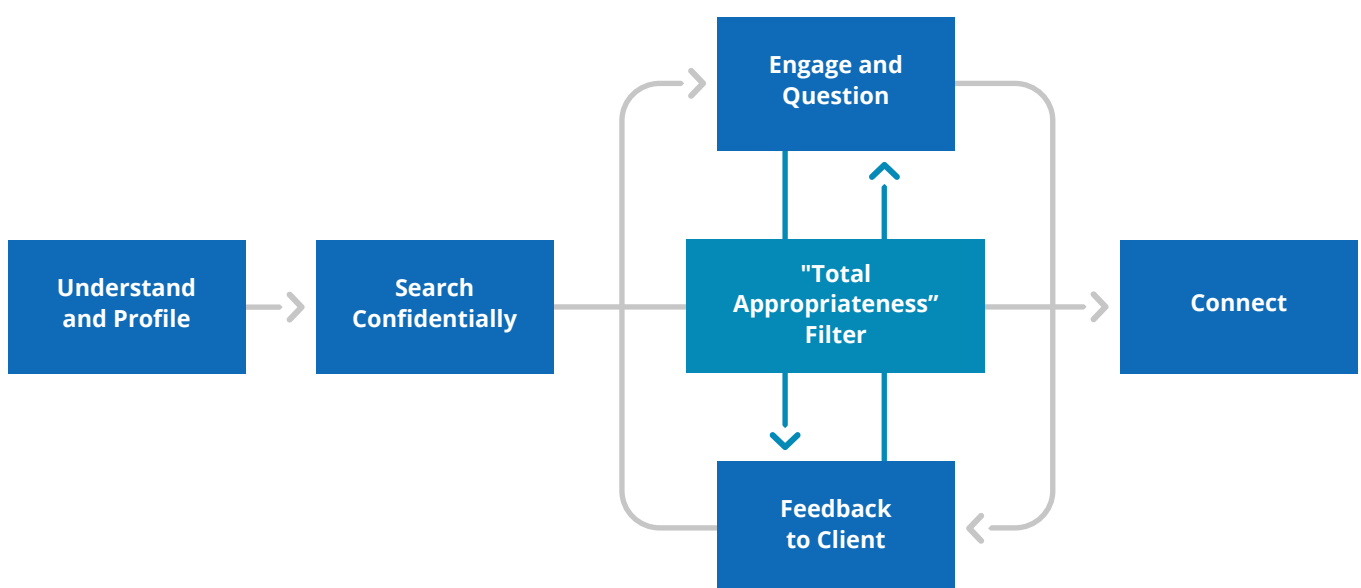 Engage and
Question
Understand
and Profile
Search
Confidentially
"Total
Appropriateness”
Filter
Connect
Feedback
to Client